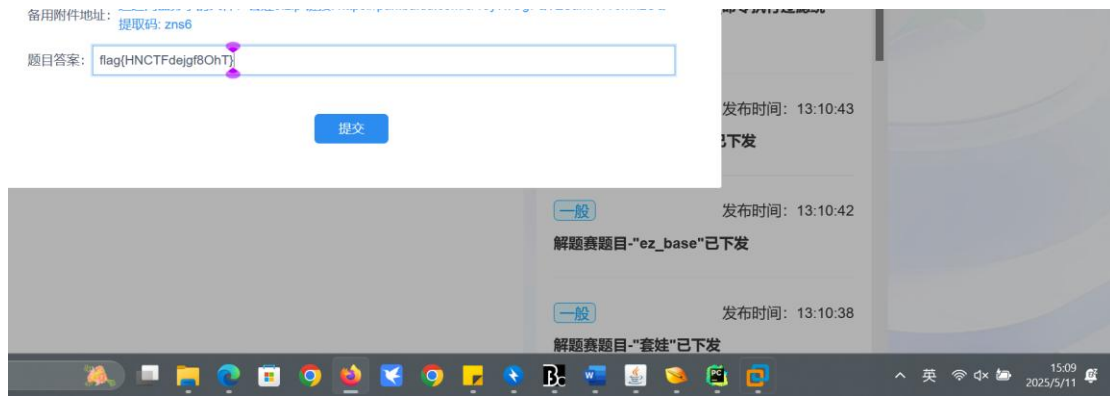 备用附件地址：
提取码: zns6
题目答案： flag{HNCTFdejgf8OhT}
提交
发布时间： 13:10:43
已下发
一般 发布时间： 13:10:42
解题赛题目-"ez_base"已下发
一般 发布时间： 13:10:38
解题赛题目-"套娃"已下发
英 15:09
2025/5/11